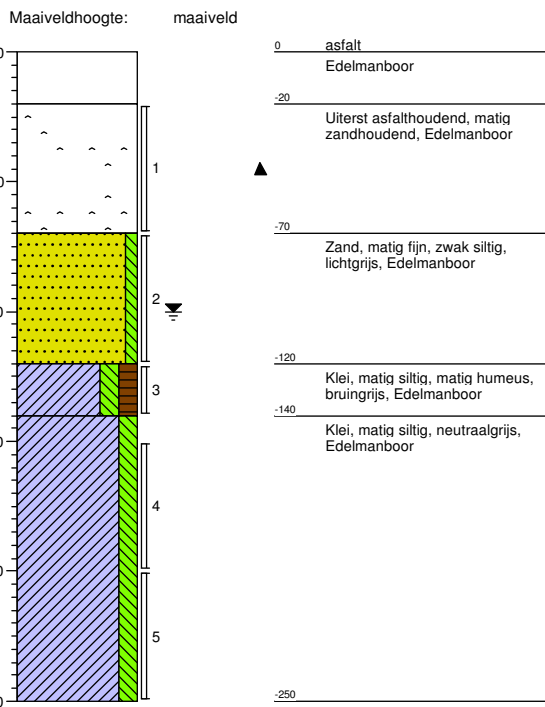 Maaiveldhoogte: maaiveld
0 asfalt
Edelmanboor
-20
Uiterst asfalthoudend, matig
zandhoudend, Edelmanboor
1
-70
Zand, matig fijn, zwak siltig,
lichtgrijs, Edelmanboor
2
-120
Klei, matig siltig, matig humeus,
bruingrijs, Edelmanboor
3
-140
Klei, matig siltig, neutraalgrijs,
Edelmanboor
4
5
-250